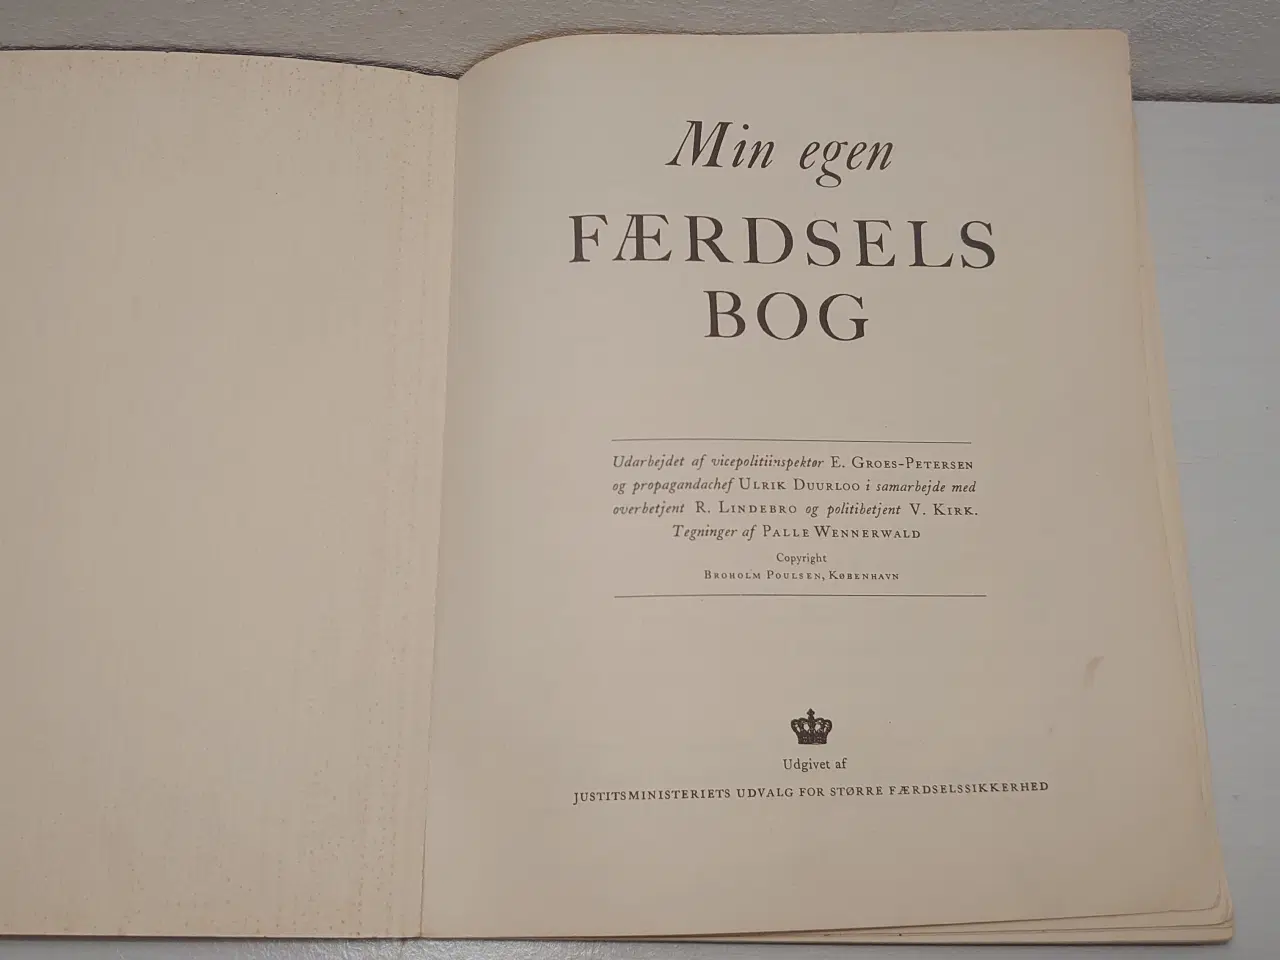 Min egen
FÆRDSELS
BOG
Udarbejdet af vicepolitiinspektør E. GROES-PETERSEN
og propagandachef ULRIK DUURLOO i samarbejde med
overbetjent R. LINDEBRO og politibetjent V. KIRK.
Tegninger af PALLE WENNERWALD
Copyright
BROHOLM POULSEN, KØBENHAVN
Udgivet af
JUSTITSMINISTERIETS UDVALG FOR STØRRE FÆRDSELSSIKKERHED